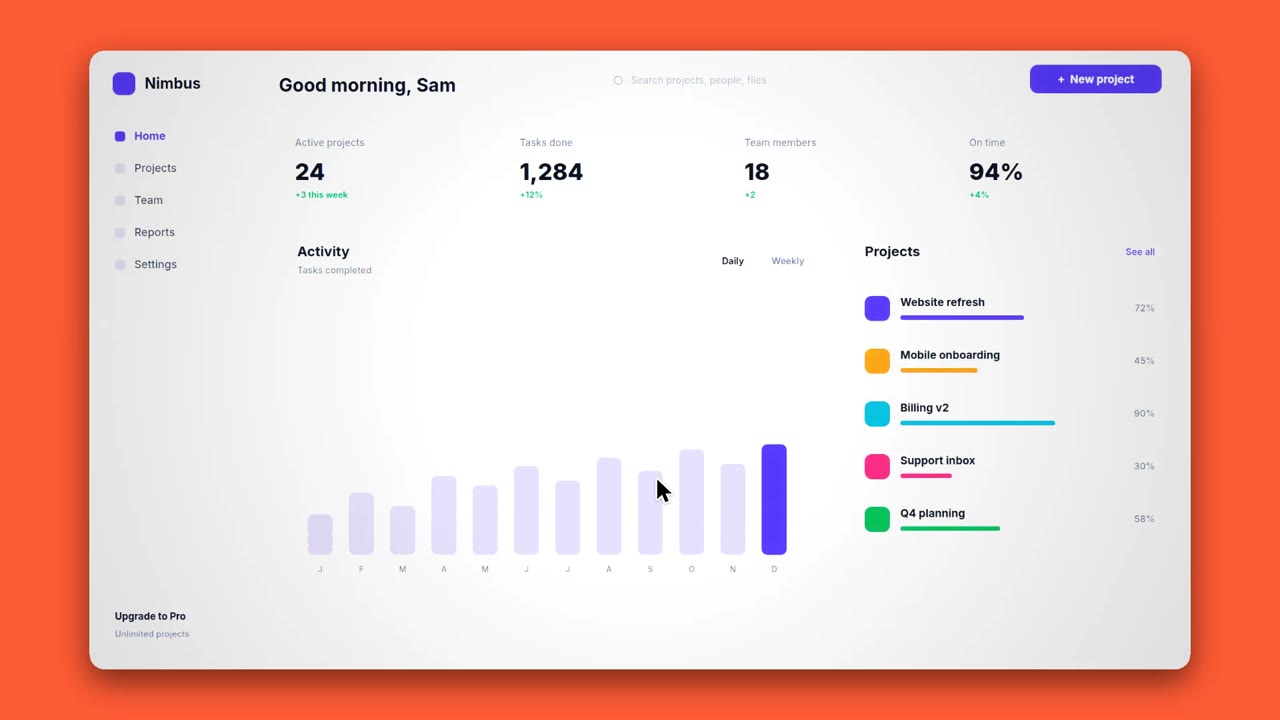 Nimbus
Good morning, Sam
Search projects, people, files
+ New project
Home
Projects
Team
Reports
Settings
Active projects
24
+3 this week
Tasks done
1,284
+12%
Team members
18
+2
On time
94%
+4%
Activity
Tasks completed
Daily
Weekly
J F M A M J J A S O N D
Projects
See all
Website refresh
72%
Mobile onboarding
45%
Billing v2
90%
Support inbox
30%
Q4 planning
58%
Upgrade to Pro
Unlimited projects